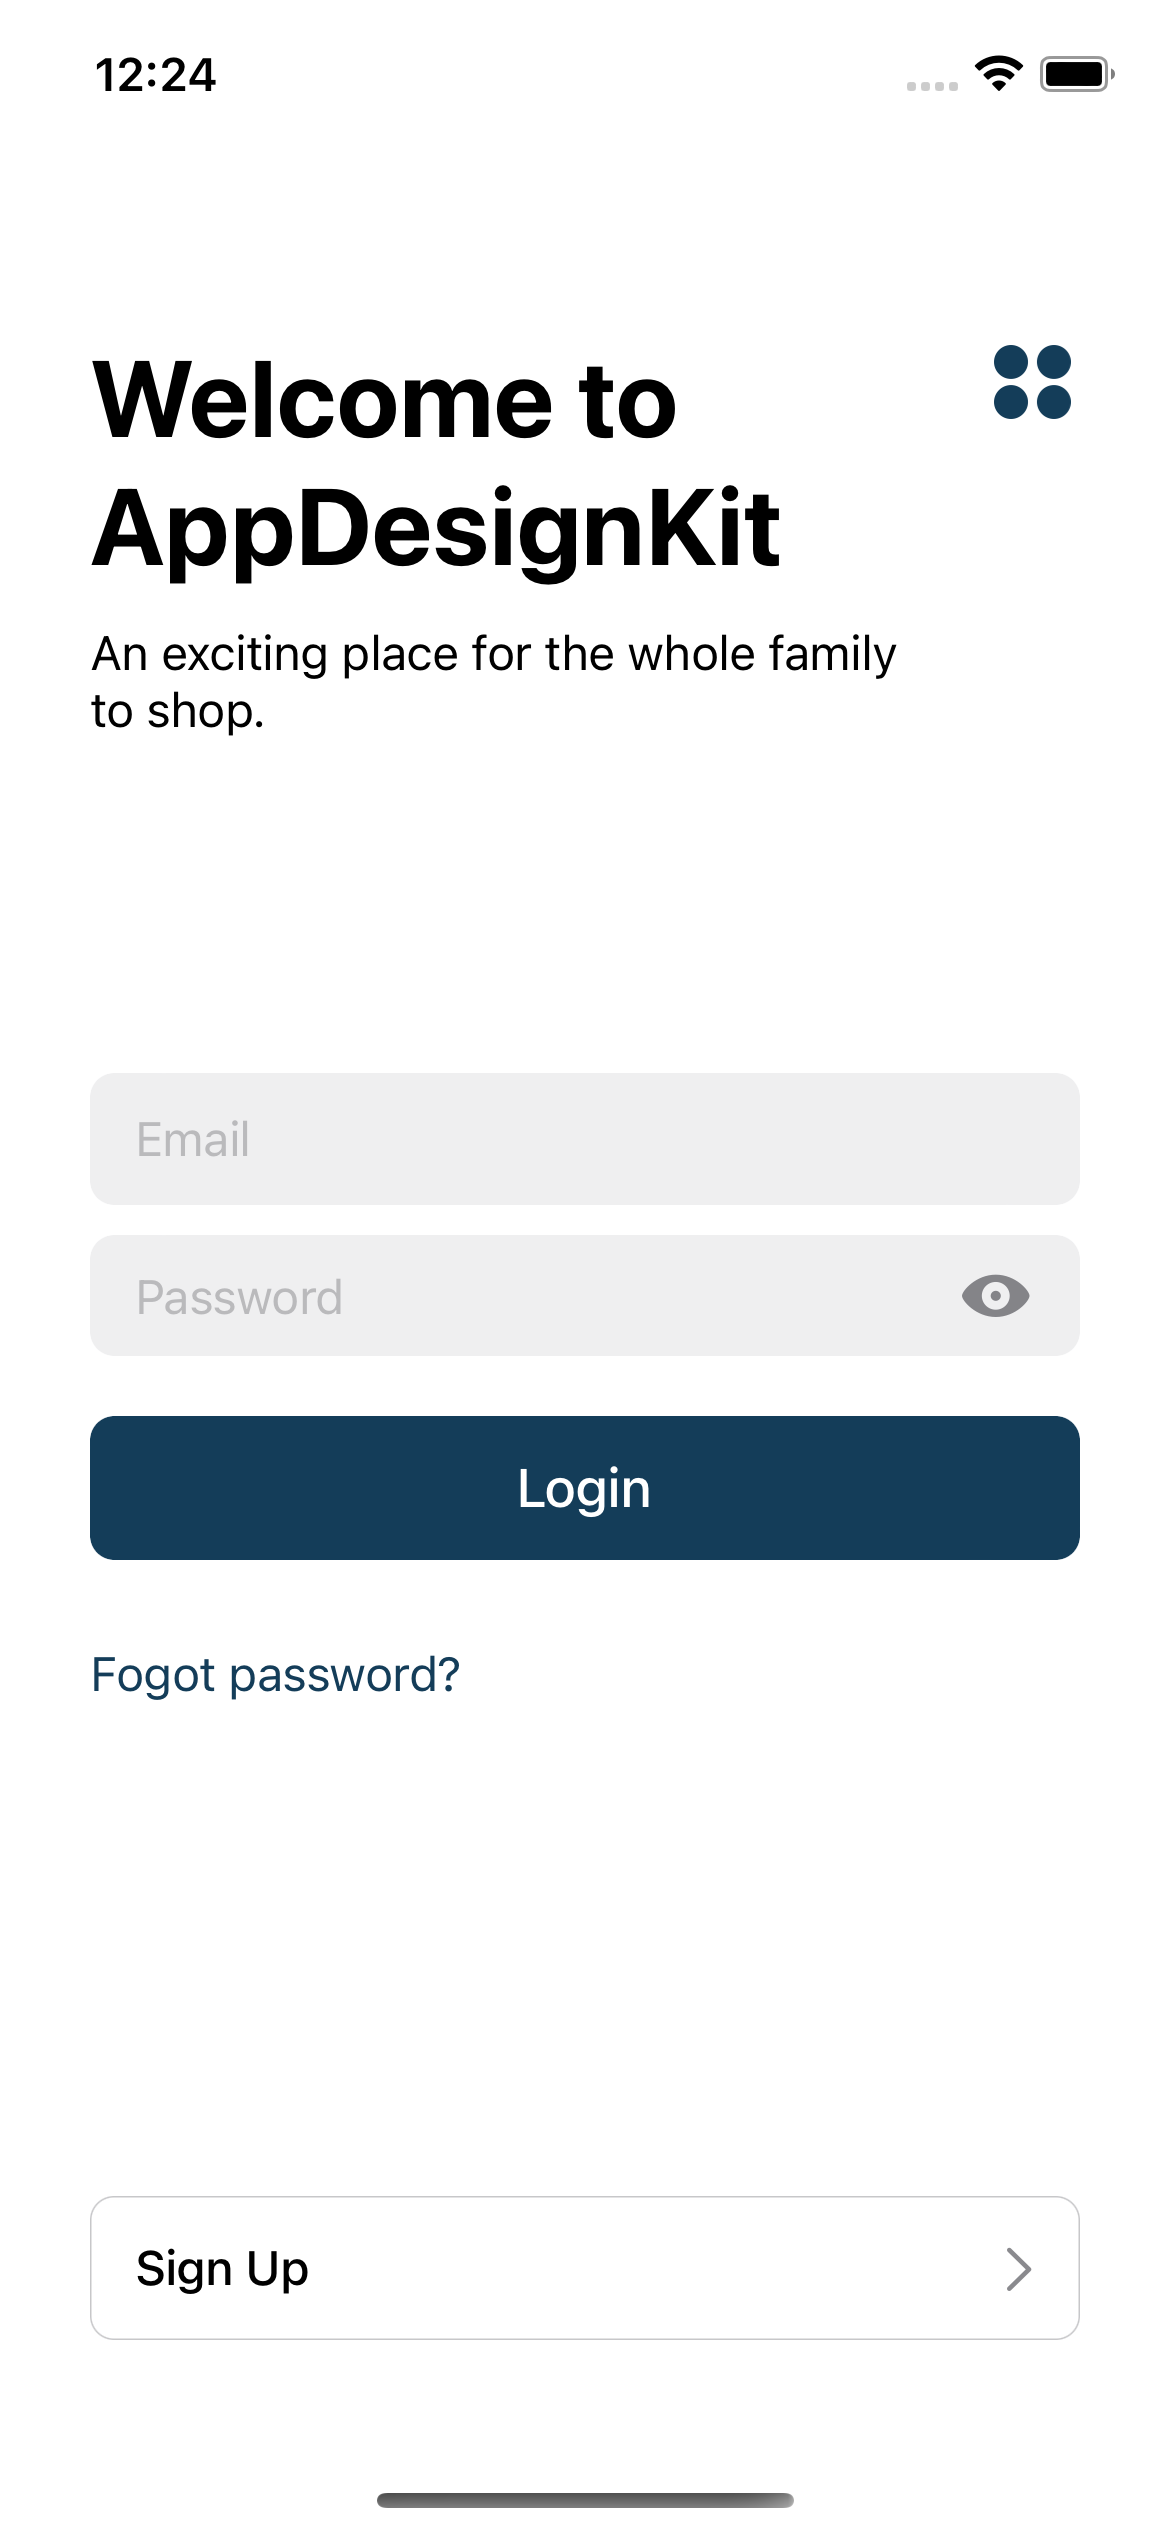 12:24
Welcome to
AppDesignKit
An exciting place for the whole family
to shop.
Email
Password
Login
Fogot password?
Sign Up